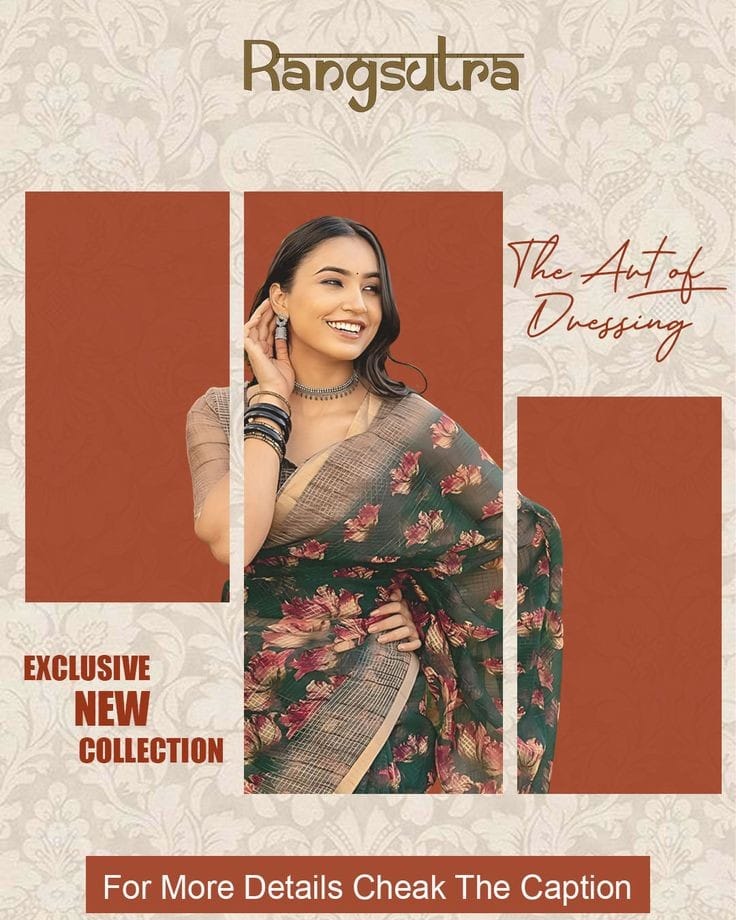 Rangsutra
The Art of
Dressing
EXCLUSIVE
NEW
COLLECTION
For More Details Cheak The Caption